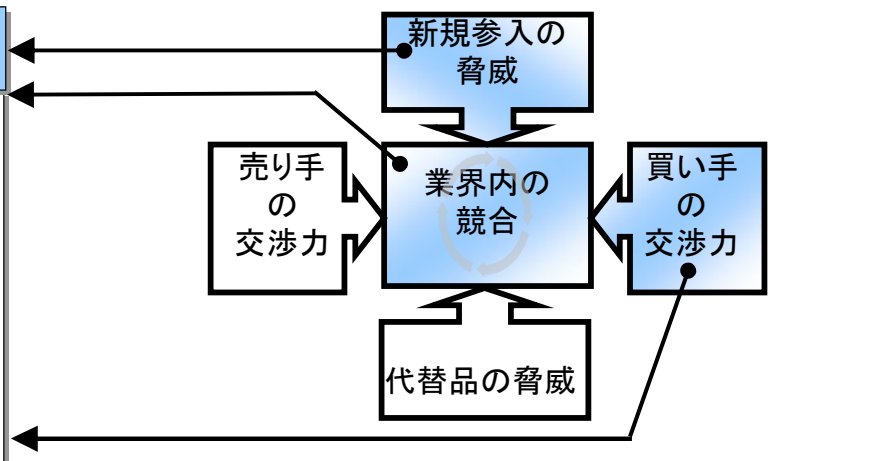 新規参入の
脅威
売り手
の
交渉力
業界内の
競合
買い手
の
交渉力
代替品の脅威